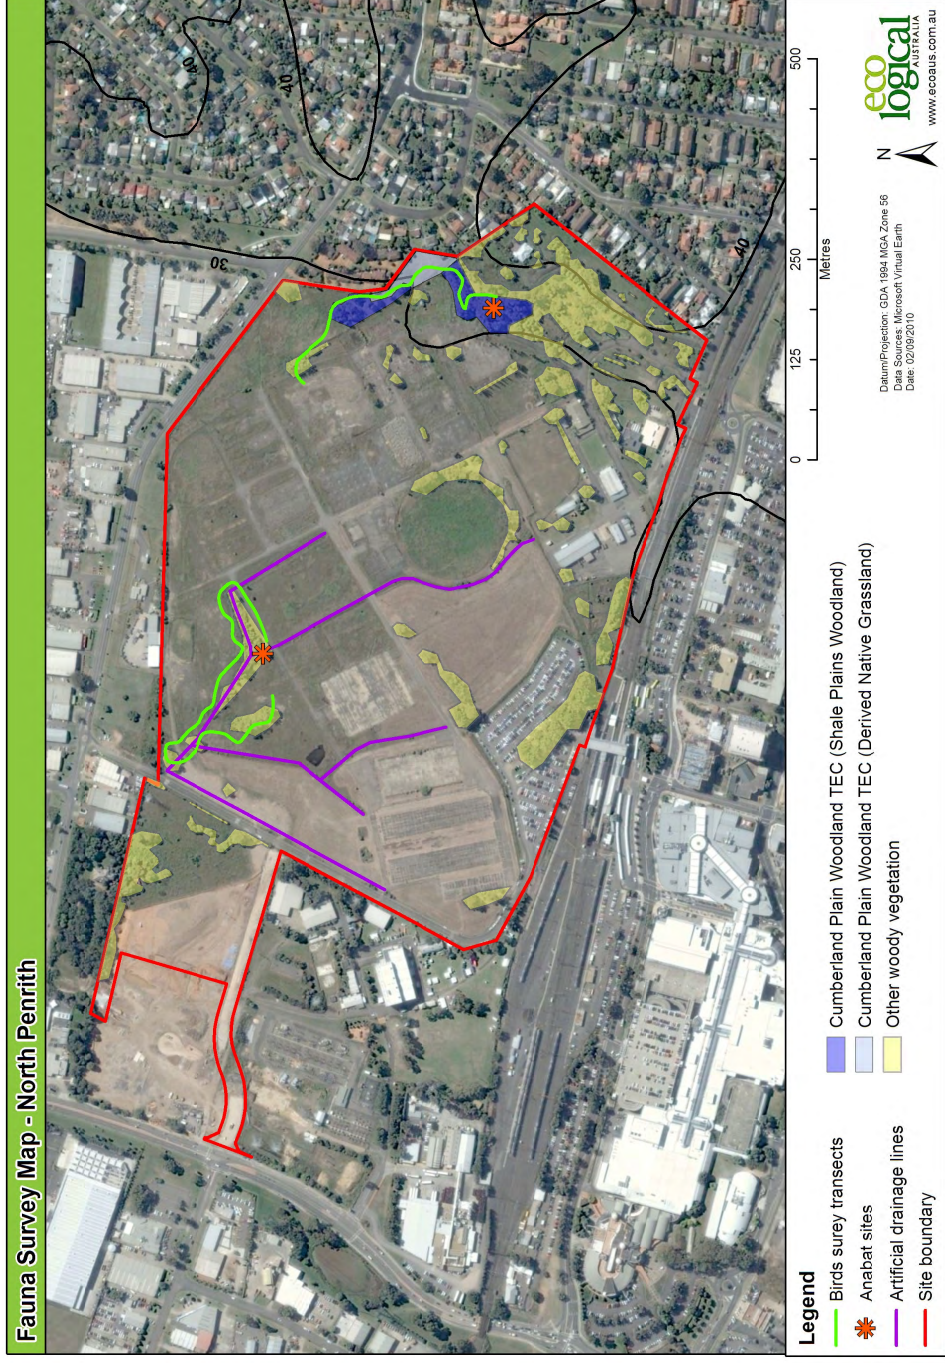 Fauna Survey Map - North Penrith
40
40
30
40
Legend
Birds surey transects
Anabat sites
Artificial drainage lines
Site boundary
Cumberland Plain Woodland TEC (Shale Plains Woodland)
Cumberland Plain Woodland TEC (Derived Native Grassland)
Other woody vegetation
0 125 250 500
Metres
Datum/Projection: GDA 1994 MGA Zone 56
Data Sources: Microsoft Virtual Earth
Date: 02/09/2010
N
eco
logical
AUSTRALIA
www.ecoaus.com.au